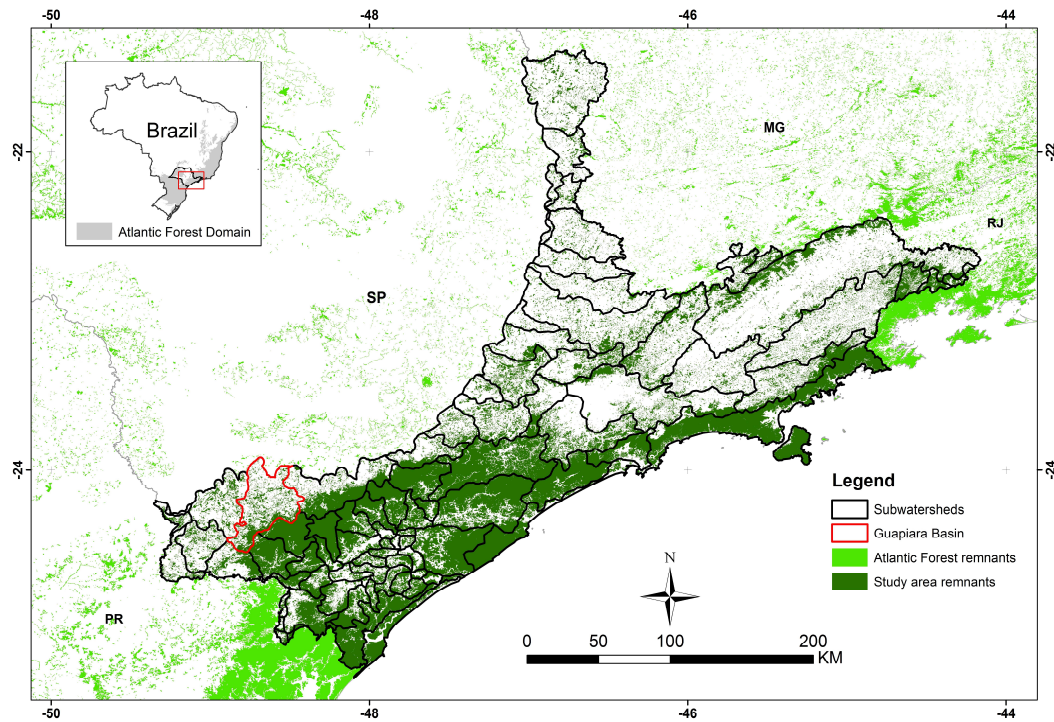 -50 -48 -46 -44
Brazil
Atlantic Forest Domain
MG
-22
-22
RJ
SP
-24
-24
Legend
Subwatersheds
Guapiara Basin
Atlantic Forest remnants
Study area remnants
N
PR
0 50 100 200
KM
-50 -48 -46 -44